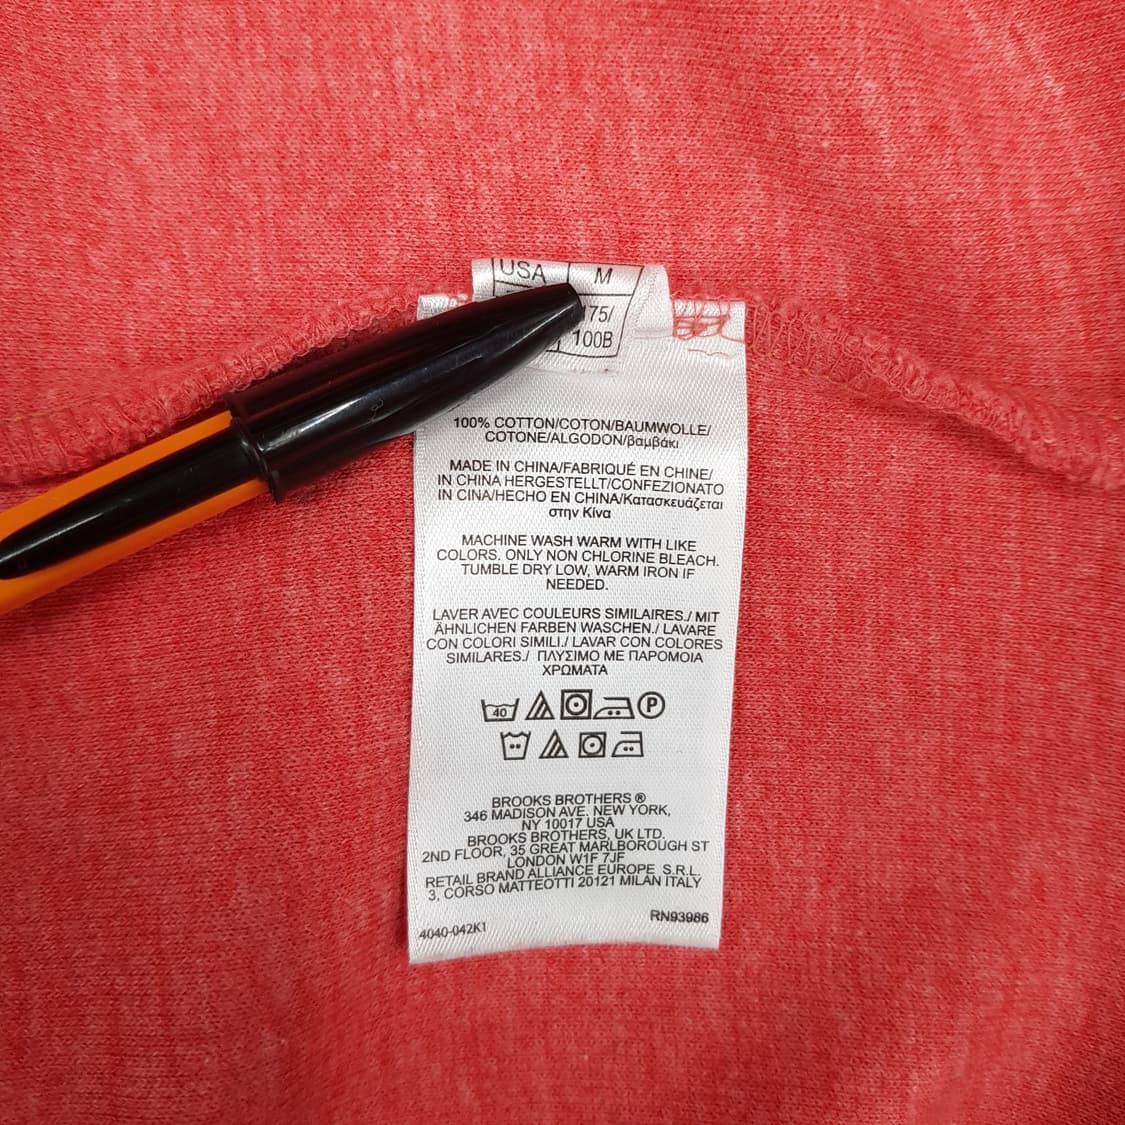 USA M
175/
100B
100% COTTON/COTON/BAUMWOLLE/
COTONE/ALGODON/βαμβάκι
MADE IN CHINA/FABRIQUÉ EN CHINE/
IN CHINA HERGESTELLT/CONFEZIONATO
IN CINA/HECHO EN CHINA/Κατασκευάζεται
στην Κίνα
MACHINE WASH WARM WITH LIKE
COLORS. ONLY NON CHLORINE BLEACH.
TUMBLE DRY LOW, WARM IRON IF
NEEDED.
LAVER AVEC COULEURS SIMILAIRES./ MIT
ÄHNLICHEN FARBEN WASCHEN./ LAVARE
CON COLORI SIMILI./ LAVAR CON COLORES
SIMILARES./ ΠΛΥΣΙΜΟ ΜΕ ΠΑΡΟΜΟΙΑ
ΧΡΩΜΑΤΑ
40 P
BROOKS BROTHERS ®
346 MADISON AVE. NEW YORK,
NY 10017 USA
BROOKS BROTHERS, UK LTD.
2ND FLOOR, 35 GREAT MARLBOROUGH ST
LONDON W1F 7JF
RETAIL BRAND ALLIANCE EUROPE S.R.L.
3, CORSO MATTEOTTI 20121 MILAN ITALY
RN93986
4040-042K1